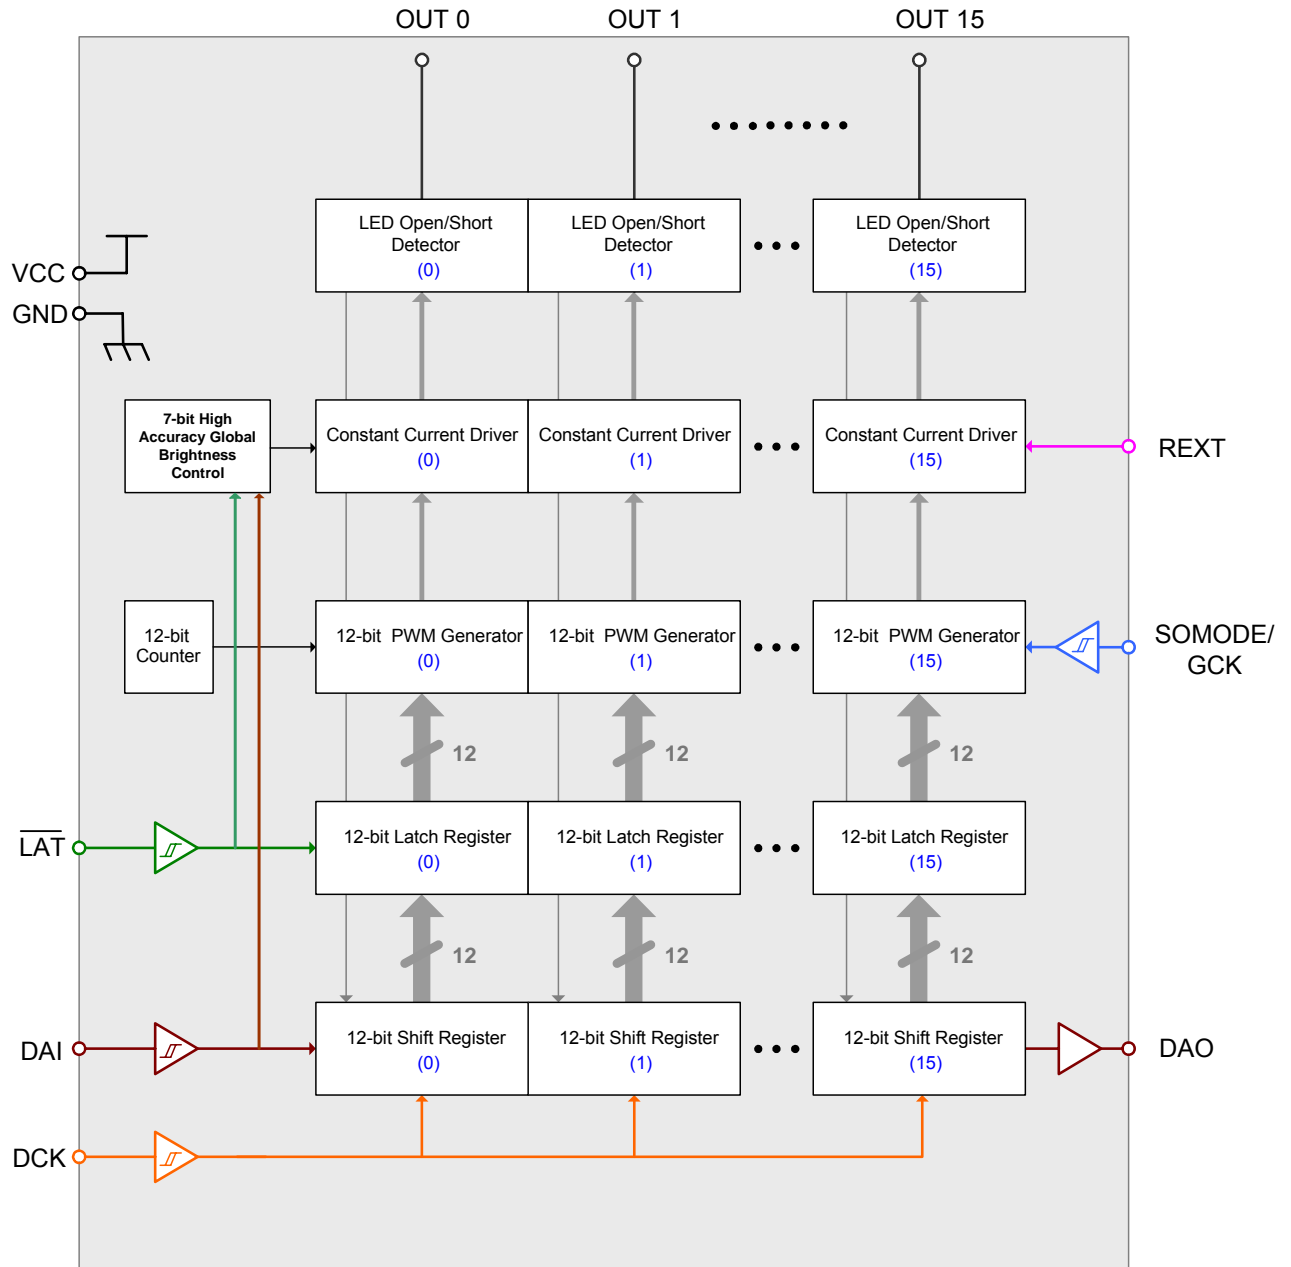 OUT 0 OUT 1 OUT 15
LED Open/Short LED Open/Short LED Open/Short
Detector Detector Detector
(0) (1) (15)
VCC
GND
7-bit High
Accuracy Global
Brightness
Control
Constant Current Driver Constant Current Driver Constant Current Driver
(0) (1) (15)
REXT
12-bit
Counter
12-bit PWM Generator 12-bit PWM Generator 12-bit PWM Generator
(0) (1) (15)
SOMODE/
GCK
12 12 12
LAT
12-bit Latch Register 12-bit Latch Register 12-bit Latch Register
(0) (1) (15)
12 12 12
DAI
12-bit Shift Register 12-bit Shift Register 12-bit Shift Register
(0) (1) (15)
DAO
DCK